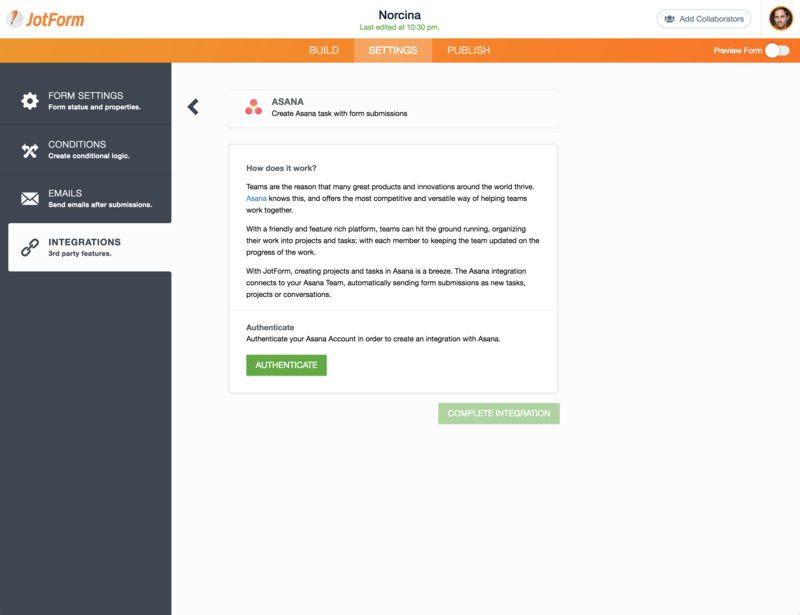 JotForm
Norcina
Last edited at 10:30 pm.
Add Collaborators
BUILD
SETTINGS
PUBLISH
Preview Form
FORM SETTINGS
Form status and properties.
CONDITIONS
Create conditional logic.
EMAILS
Send emails after submissions.
INTEGRATIONS
3rd party features.
ASANA
Create Asana task with form submissions
How does it work?
Teams are the reason that many great products and innovations around the world thrive.
Asana knows this, and offers the most competitive and versatile way of helping teams
work together.
With a friendly and feature rich platform, teams can hit the ground running, organizing
their work into projects and tasks; with each member to keeping the team updated on the
progress of the work.
With JotForm, creating projects and tasks in Asana is a breeze. The Asana integration
connects to your Asana Team, automatically sending form submissions as new tasks,
projects or conversations.
Authenticate
Authenticate your Asana Account in order to create an integration with Asana.
AUTHENTICATE
COMPLETE INTEGRATION